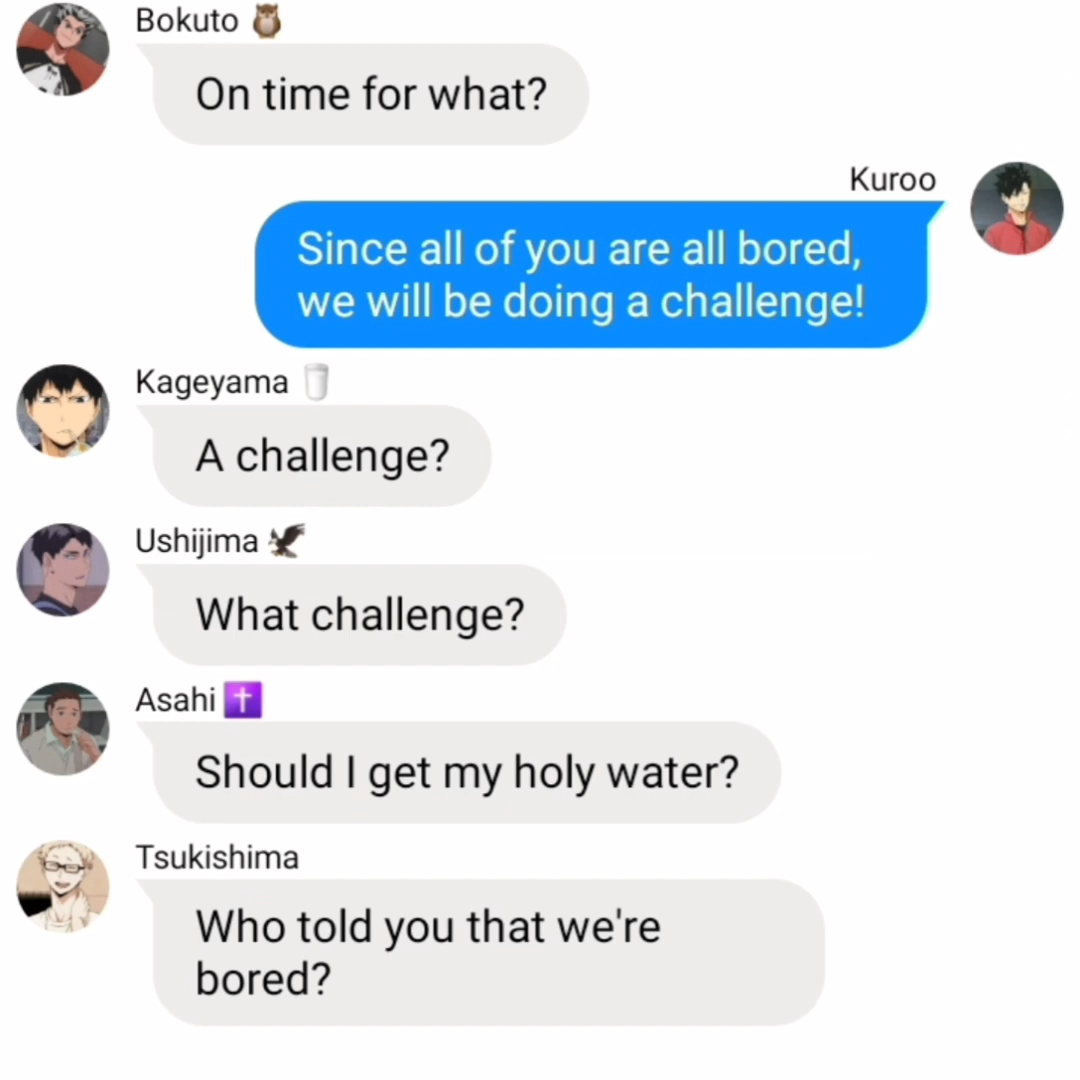 Bokuto 🦉
On time for what?
Kuroo
Since all of you are all bored,
we will be doing a challenge!
Kageyama 🥛
A challenge?
Ushijima 🦅
What challenge?
Asahi ✝️
Should I get my holy water?
Tsukishima
Who told you that we're
bored?